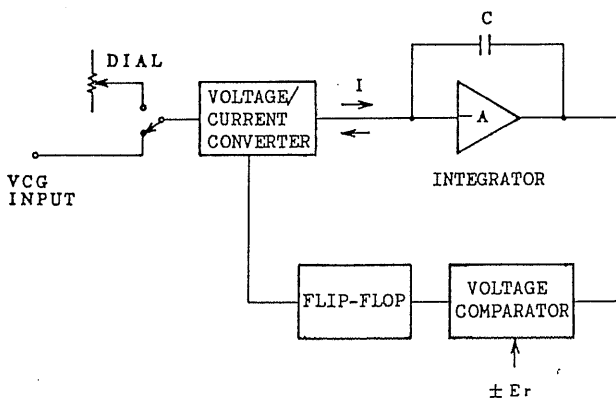 C
DIAL
VOLTAGE/
CURRENT
CONVERTER
I
-A
INTEGRATOR
VCG
INPUT
FLIP-FLOP
VOLTAGE
COMPARATOR
±Er